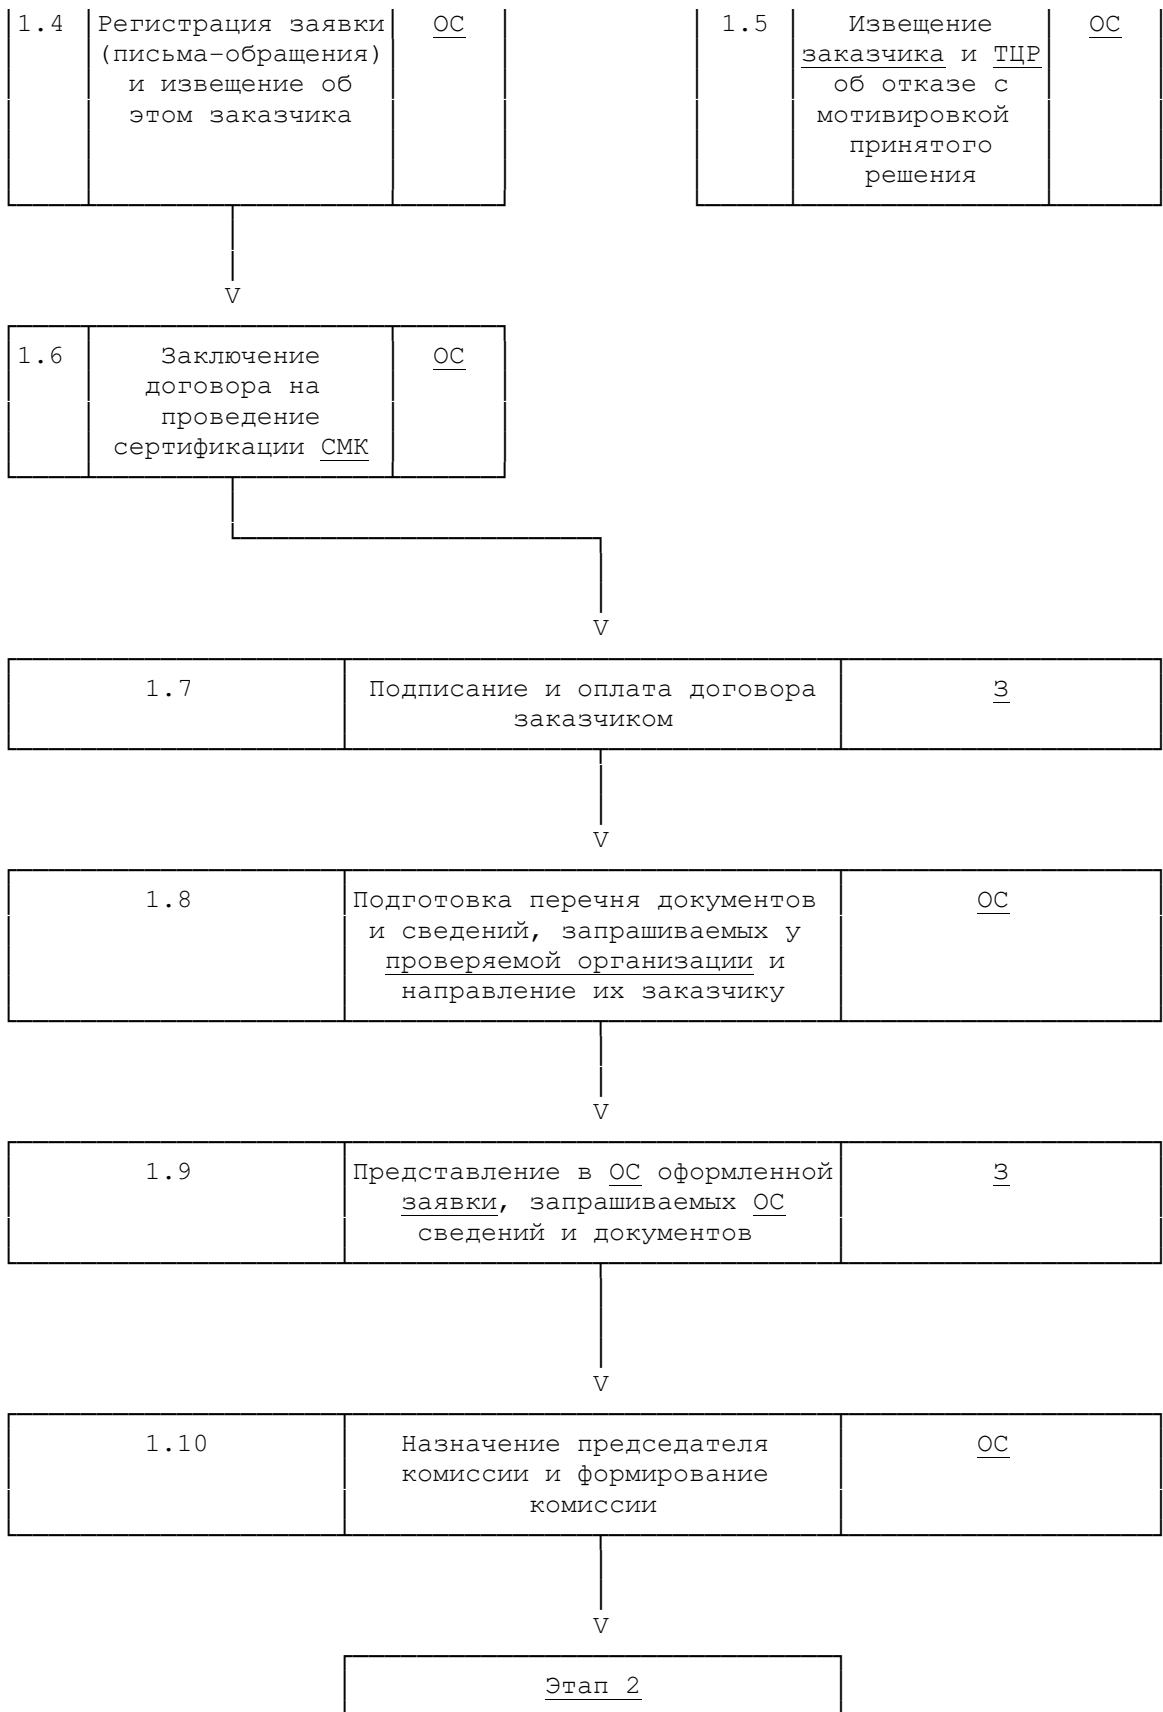 1.4 Регистрация заявки ОС
(письма-обращения)
и извещение об
этом заказчика
1.5 Извещение ОС
заказчика и ТЦР
об отказе с
мотивировкой
принятого
решения
V
1.6 Заключение ОС
договора на
проведение
сертификации СМК
V
1.7 Подписание и оплата договора З
заказчиком
V
1.8 Подготовка перечня документов ОС
и сведений, запрашиваемых у
проверяемой организации и
направление их заказчику
V
1.9 Представление в ОС оформленной З
заявки, запрашиваемых ОС
сведений и документов
V
1.10 Назначение председателя ОС
комиссии и формирование
комиссии
V
Этап 2